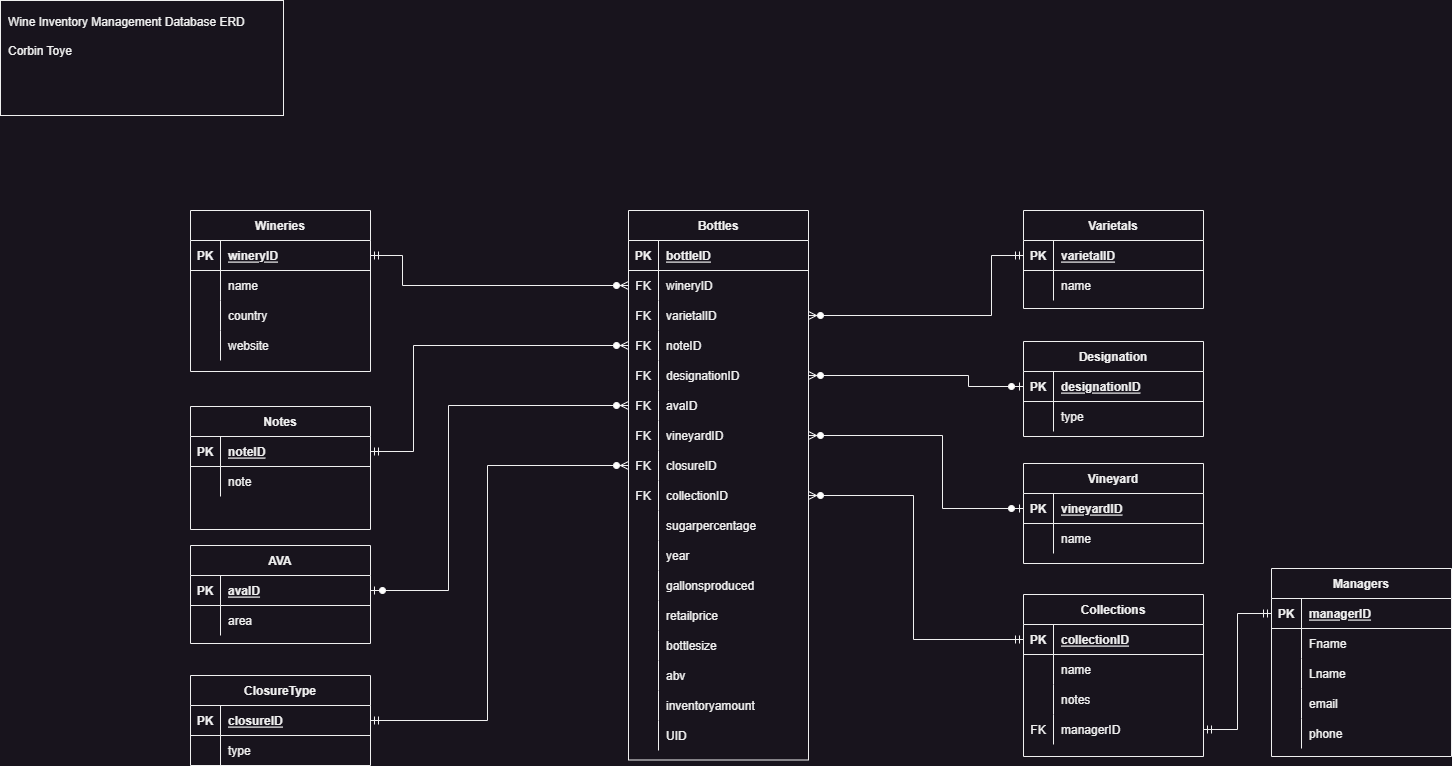 Wine Inventory Management Database ERD
Corbin Toye
Wineries
PK wineryID
name
country
website
Notes
PK noteID
note
AVA
PK avaID
area
ClosureType
PK closureID
type
Bottles
PK bottleID
FK wineryID
FK varietalID
FK noteID
FK designationID
FK avaID
FK vineyardID
FK closureID
FK collectionID
sugarpercentage
year
gallonsproduced
retailprice
bottlesize
abv
inventoryamount
UID
Varietals
PK varietalID
name
Designation
PK designationID
type
Vineyard
PK vineyardID
name
Collections
PK collectionID
name
notes
FK managerID
Managers
PK managerID
Fname
Lname
email
phone